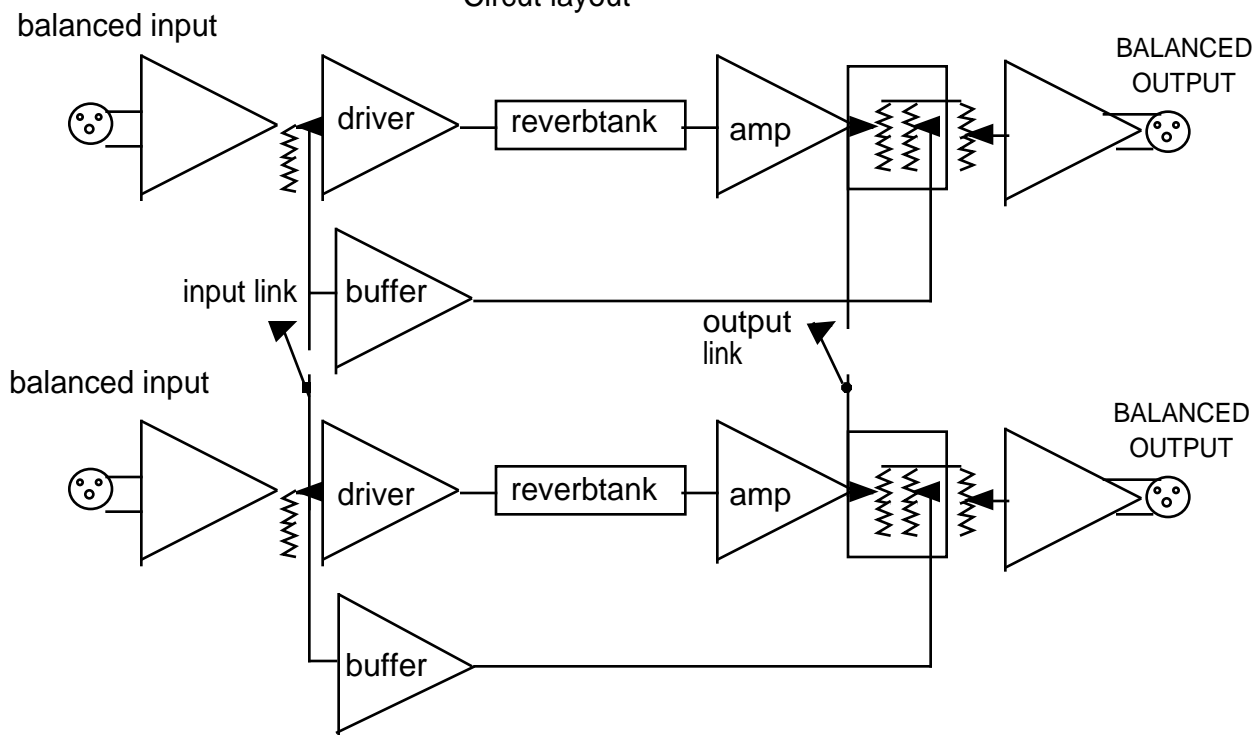 Circut layout
balanced input
BALANCED
OUTPUT
driver
reverbtank
amp
input link
buffer
output
link
balanced input
BALANCED
OUTPUT
driver
reverbtank
amp
buffer